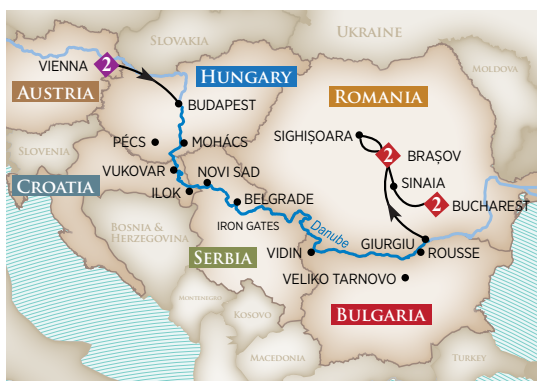 UKRAINE
SLOVAKIA
VIENNA
2
HUNGARY
MOLDOVA
AUSTRIA
BUDAPEST
ROMANIA
SIGHIȘOARA
PÉCS
MOHÁCS
2
BRAȘOV
SLOVENIA
VUKOVAR
NOVI SAD
SINAIA
CROATIA
ILOK
BELGRADE
2
BUCHAREST
BOSNIA &
HERZEGOVINA
IRON GATES
Danube
GIURGIU
SERBIA
VIDIN
ROUSSE
VELIKO TARNOVO
MONTENEGRO
KOSOVO
BULGARIA
MACEDONIA
TURKEY